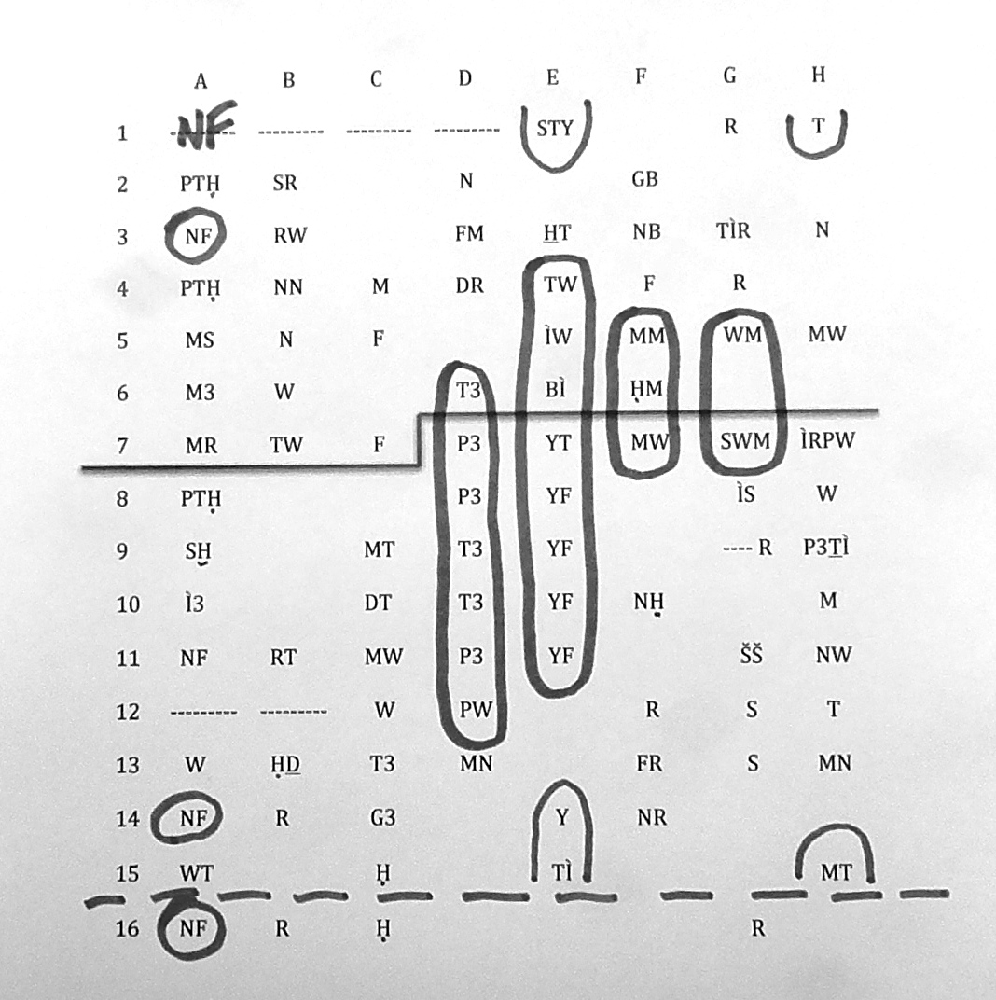 A B C D E F G H
1 NF -------- -------- -------- STY R T
2 PTḤ SR N GB
3 NF RW FM ẖT NB TÌR N
4 PTḤ NN M DR TW F R
5 MS N F ÌW MM WM MW
6 M3 W T3 BÌ ḤM
7 MR TW F P3 YT MW SWM ÌRPW
8 PTḤ P3 YF ÌS W
9 SḪ MT T3 YF ---- R P3ṮÌ
10 Ì3 DT T3 YF NḤ M
11 NF RT MW P3 YF ŠŠ NW
12 --------- --------- W PW R S T
13 W ḤḎ T3 MN FR S MN
14 NF R G3 Y NR
15 WT Ḥ TÌ MT
16 NF R Ḥ R